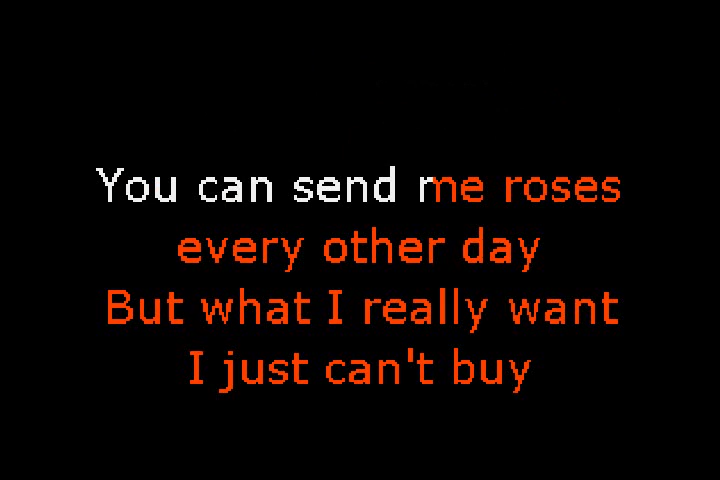 You can send me roses
every other day
But what I really want
I just can't buy